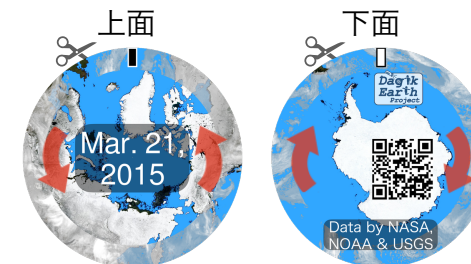 上面
下面
Mar. 21
2015
Dagik
Earth
Project
Data by NASA,
NOAA & USGS